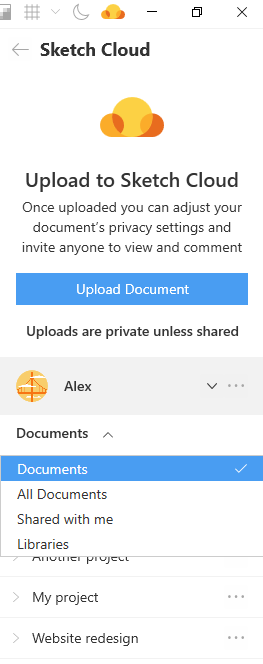 Sketch Cloud
Upload to Sketch Cloud
Once uploaded you can adjust your
document's privacy settings and
invite anyone to view and comment
Upload Document
Uploads are private unless shared
Alex
Documents
Documents
All Documents
Shared with me
Libraries
Another project
My project
Website redesign